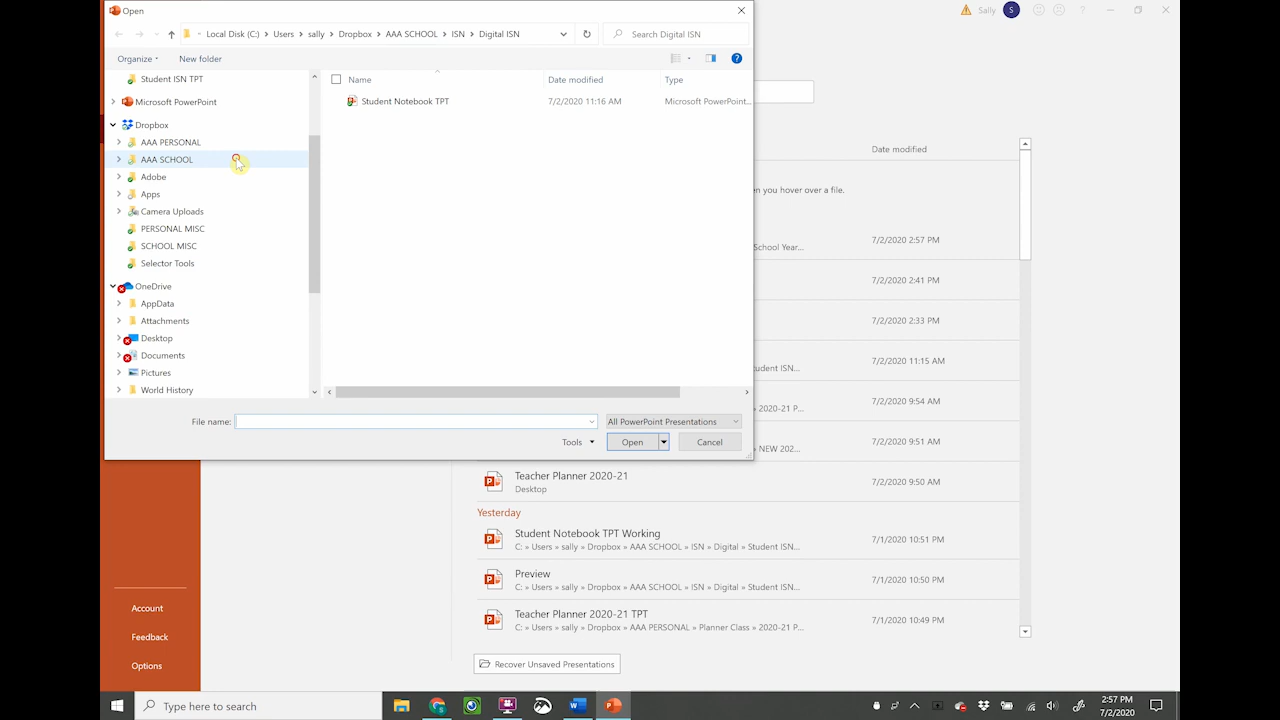 Open
Sally
S
Local Disk (C:) › Users › sally › Dropbox › AAA SCHOOL › ISN › Digital ISN
Search Digital ISN
Organize
New folder
Student ISN TPT
Microsoft PowerPoint
Dropbox
AAA PERSONAL
AAA SCHOOL
Adobe
Apps
Camera Uploads
PERSONAL MISC
SCHOOL MISC
Selector Tools
OneDrive
AppData
Attachments
Desktop
Documents
Pictures
World History
Name
Date modified
Type
Student Notebook TPT
7/2/2020 11:16 AM
Microsoft PowerPoint...
File name:
All PowerPoint Presentations
Tools
Open
Cancel
Date modified
n you hover over a file.
School Year...
7/2/2020 2:57 PM
7/2/2020 2:41 PM
7/2/2020 2:33 PM
tudent ISN...
7/2/2020 11:15 AM
» 2020-21 P...
7/2/2020 9:54 AM
» NEW 202...
7/2/2020 9:51 AM
Teacher Planner 2020-21
Desktop
7/2/2020 9:50 AM
Yesterday
Student Notebook TPT Working
C: » Users » sally » Dropbox » AAA SCHOOL » ISN » Digital » Student ISN...
7/1/2020 10:51 PM
Preview
C: » Users » sally » Dropbox » AAA SCHOOL » ISN » Digital » Student ISN...
7/1/2020 10:50 PM
Teacher Planner 2020-21 TPT
C: » Users » sally » Dropbox » AAA PERSONAL » Planner Class » 2020-21 P...
7/1/2020 10:49 PM
Recover Unsaved Presentations
Account
Feedback
Options
Type here to search
2:57 PM
7/2/2020